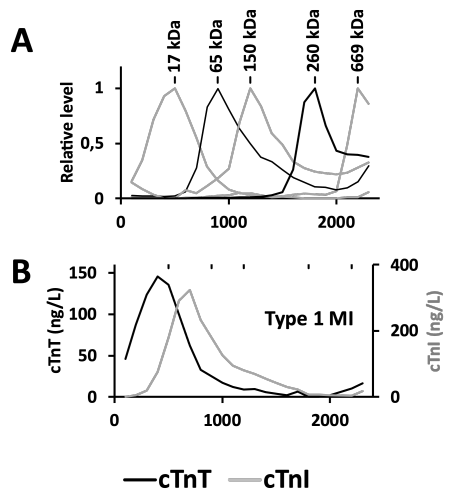 A
17 kDa
65 kDa
150 kDa
260 kDa
669 kDa
Relative level
1
0,5
0
0
1000
2000
B
cTnT (ng/L)
150
100
50
0
Type 1 MI
400
200
0
cTnI (ng/L)
0
1000
2000
cTnT cTnI